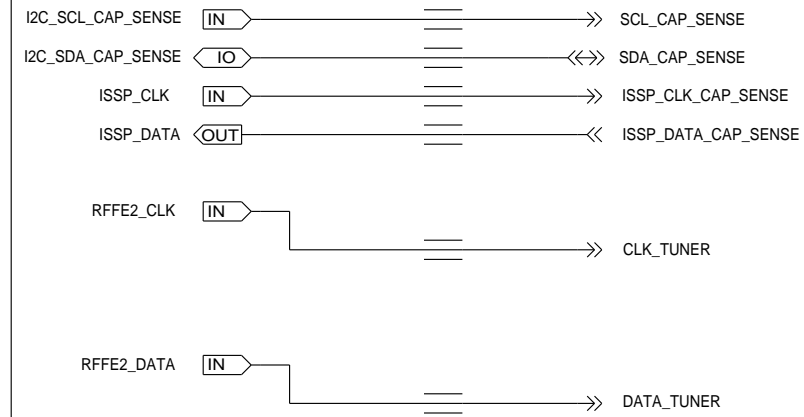 I2C_SCL_CAP_SENSE IN SCL_CAP_SENSE
I2C_SDA_CAP_SENSE IO SDA_CAP_SENSE
ISSP_CLK IN ISSP_CLK_CAP_SENSE
ISSP_DATA OUT ISSP_DATA_CAP_SENSE
RFFE2_CLK IN
CLK_TUNER
RFFE2_DATA IN
DATA_TUNER